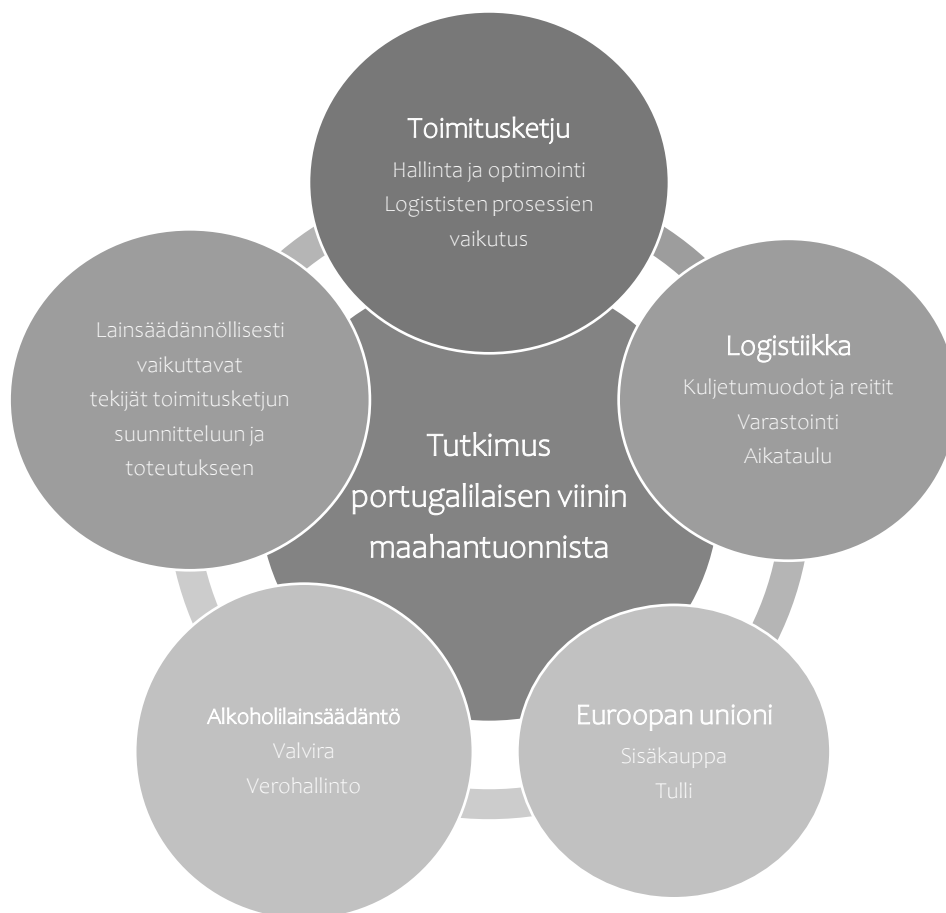 Toimitusketju
Hallinta ja optimointi
Logististen prosessien
vaikutus
Logistiikka
Kuljetumuodot ja reitit
Varastointi
Aikataulu
Euroopan unioni
Sisäkauppa
Tulli
Alkoholilainsäädäntö
Valvira
Verohallinto
Lainsäädännöllisesti
vaikuttavat
tekijät toimitusketjun
suunnitteluun ja
toteutukseen
Tutkimus
portugalilaisen viinin
maahantuonnista